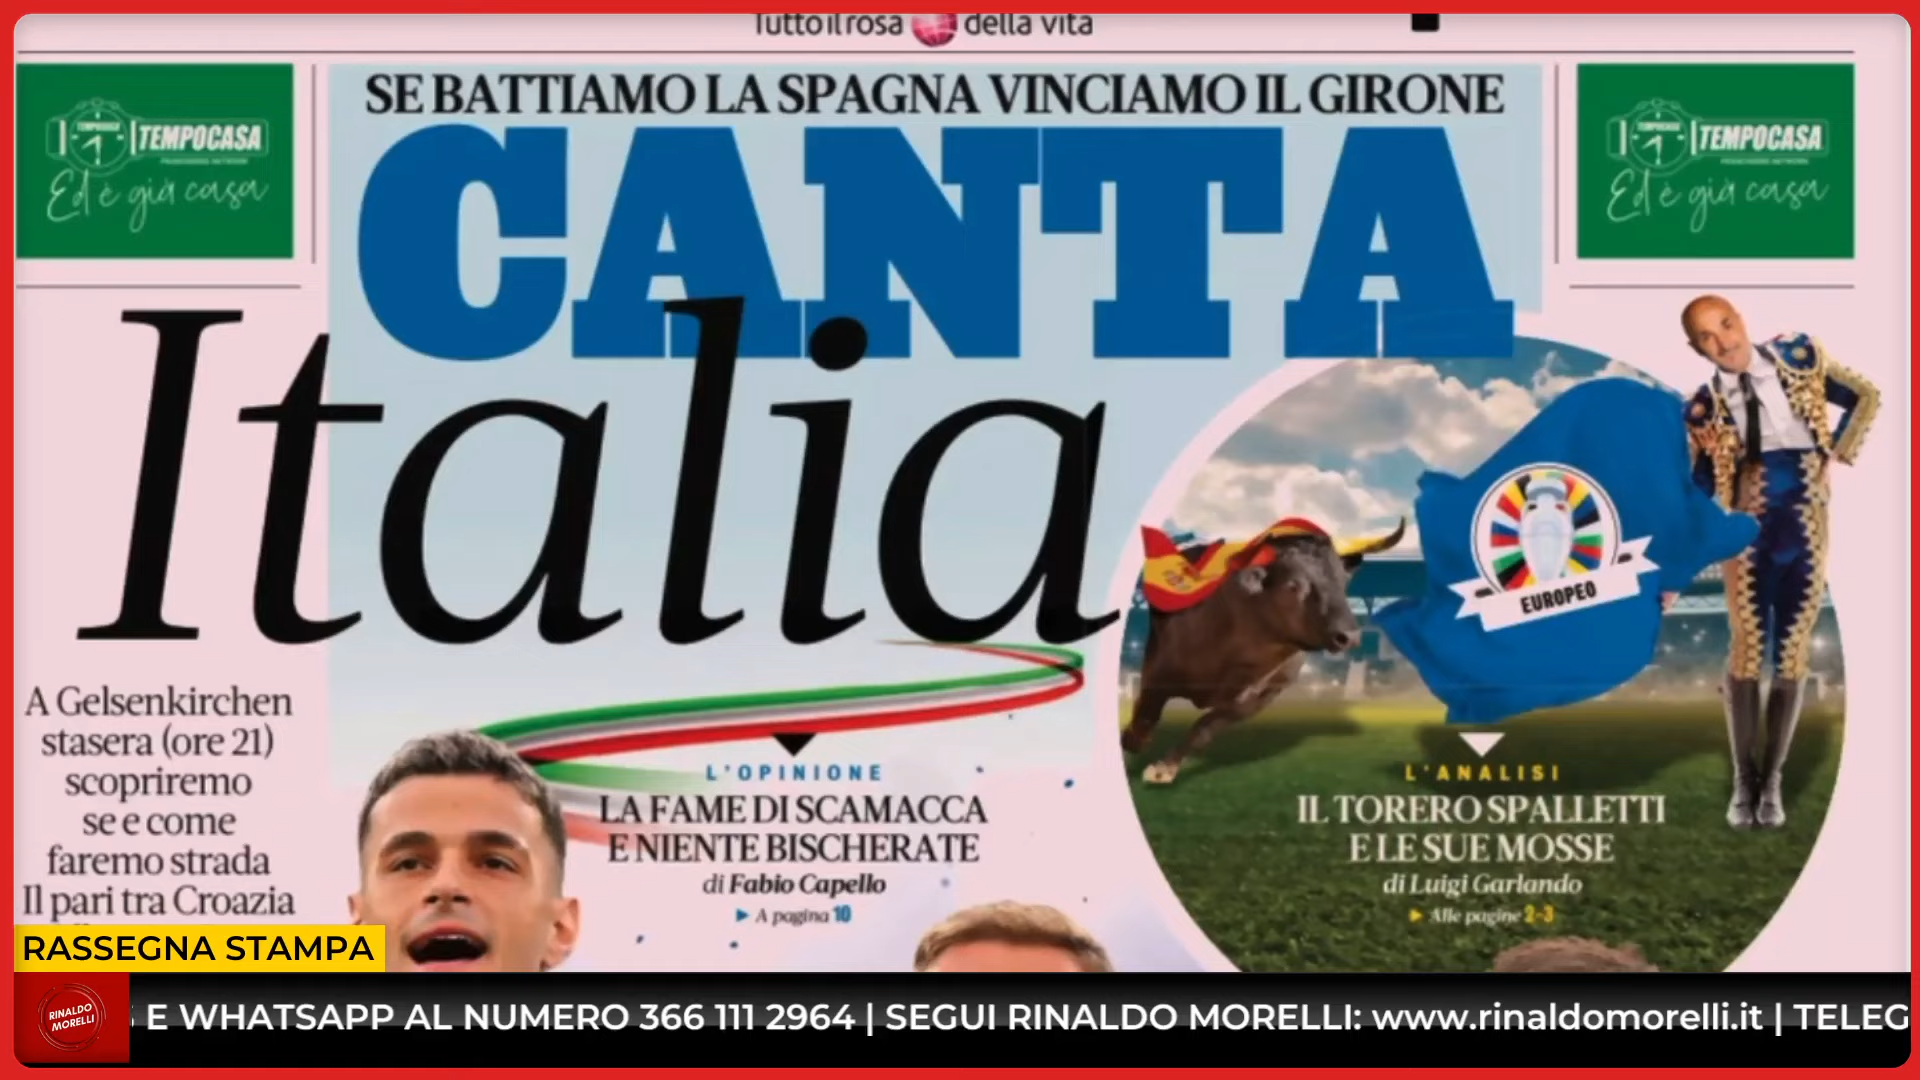 Tutto il rosa della vita
SE BATTIAMO LA SPAGNA VINCIAMO IL GIRONE
CANTA
Italia
TEMPOCASA
Ed è già casa
TEMPOCASA
Ed è già casa
EUROPEO
A Gelsenkirchen
stasera (ore 21)
scopriremo
se e come
faremo strada
Il pari tra Croazia
L'OPINIONE
LA FAME DI SCAMACCA
E NIENTE BISCHERATE
di Fabio Capello
A pagina 10
L'ANALISI
IL TORERO SPALLETTI
E LE SUE MOSSE
di Luigi Garlando
Alle pagine 2-3
RASSEGNA STAMPA
RINALDO
MORELLI
E WHATSAPP AL NUMERO 366 111 2964 | SEGUI RINALDO MORELLI: www.rinaldomorelli.it | TELEG